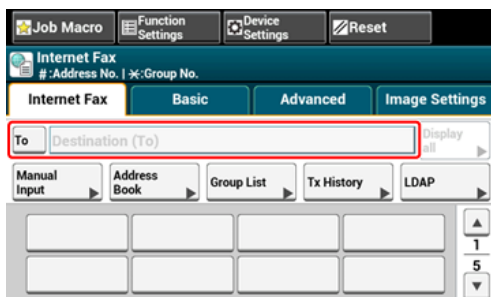 Job Macro
Function
Settings
Device
Settings
Reset
Internet Fax
# :Address No. | ✳:Group No.
Internet Fax
Basic
Advanced
Image Settings
To
Destination (To)
Display
all
Manual
Input
Address
Book
Group List
Tx History
LDAP
1
5